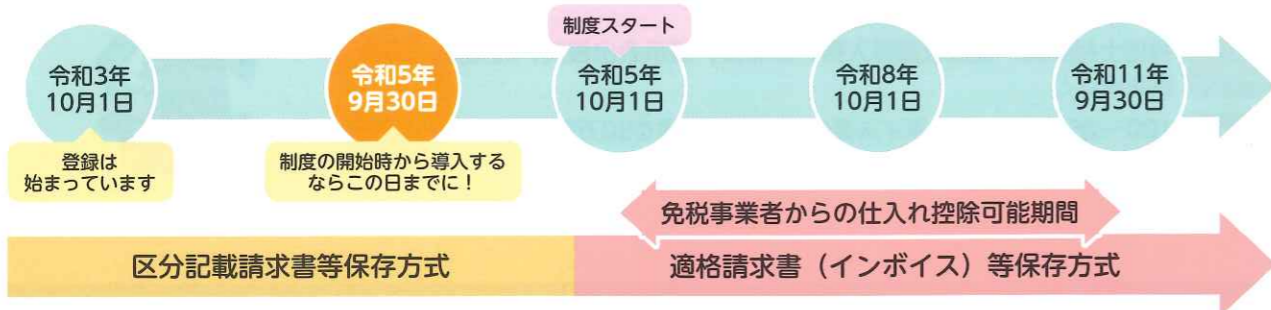 制度スタート
令和3年
10月1日
令和5年
9月30日
令和5年
10月1日
令和8年
10月1日
令和11年
9月30日
登録は
始まっています
制度の開始時から導入する
ならこの日までに！
免税事業者からの仕入れ控除可能期間
区分記載請求書等保存方式
適格請求書（インボイス）等保存方式